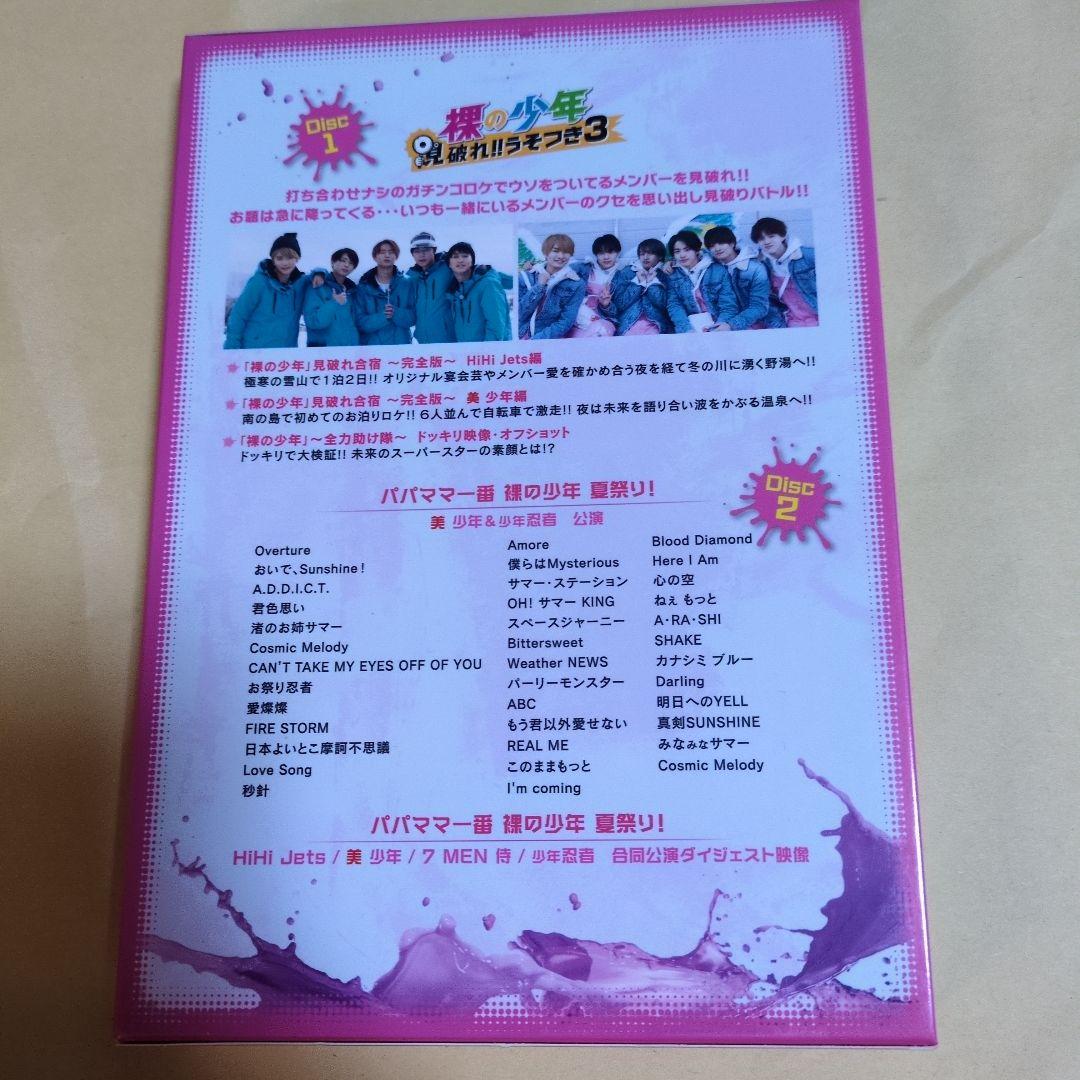 Disc
1
裸の少年
見破れ!!うそつき3
打ち合わせナシのガチンコロケでウソをついてるメンバーを見破れ!!
お題は急に降ってくる・・・いつも一緒にいるメンバーのクセを思い出し見破りバトル!!
「裸の少年」見破れ合宿 ～完全版～ HiHi Jets編
極寒の雪山で1泊2日!! オリジナル宴会芸やメンバー愛を確かめ合う夜を経て冬の川に湧く野湯へ!!
「裸の少年」見破れ合宿 ～完全版～ 美 少年編
南の島で初めてのお泊りロケ!! 6人並んで自転車で激走!! 夜は未来を語り合い波をかぶる温泉へ!!
「裸の少年」～全力助け隊～ ドッキリ映像・オフショット
ドッキリで大検証!! 未来のスーパースターの素顔とは!?
Disc
2
パパママ一番 裸の少年 夏祭り!
美 少年&少年忍者 公演
Overture
おいで、Sunshine!
A.D.D.I.C.T.
君色思い
渚のお姉サマー
Cosmic Melody
CAN'T TAKE MY EYES OFF OF YOU
お祭り忍者
愛燦燦
FIRE STORM
日本よいとこ摩訶不思議
Love Song
秒針
Amore
僕らはMysterious
サマー・ステーション
OH! サマー KING
スペースジャーニー
Bittersweet
Weather NEWS
パーリーモンスター
ABC
もう君以外愛せない
REAL ME
このままもっと
I'm coming
Blood Diamond
Here I Am
心の空
ねぇ もっと
A・RA・SHI
SHAKE
カナシミ ブルー
Darling
明日へのYELL
真剣SUNSHINE
みなみなサマー
Cosmic Melody
パパママ一番 裸の少年 夏祭り!
HiHi Jets / 美 少年 / 7 MEN 侍 / 少年忍者 合同公演ダイジェスト映像